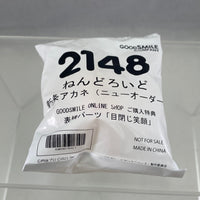 GOODSMILE
2148
ねんどろいど
新条アカネ（ニューオーダー
GOODSMILE ONLINE SHOP ご購入特典
表情パーツ「目閉じ笑顔」
NOT FOR SALE
MADE IN CHINA